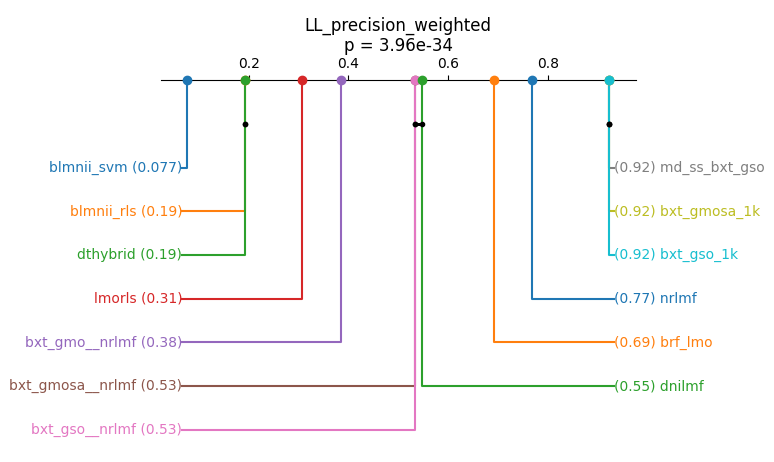 LL_precision_weighted
p = 3.96e-34
0.2 0.4 0.6 0.8
blmnii_svm (0.077) (0.92) md_ss_bxt_gso
blmnii_rls (0.19) (0.92) bxt_gmosa_1k
dthybrid (0.19) (0.92) bxt_gso_1k
lmorls (0.31) (0.77) nrlmf
bxt_gmo__nrlmf (0.38) (0.69) brf_lmo
bxt_gmosa__nrlmf (0.53) (0.55) dnilmf
bxt_gso__nrlmf (0.53)